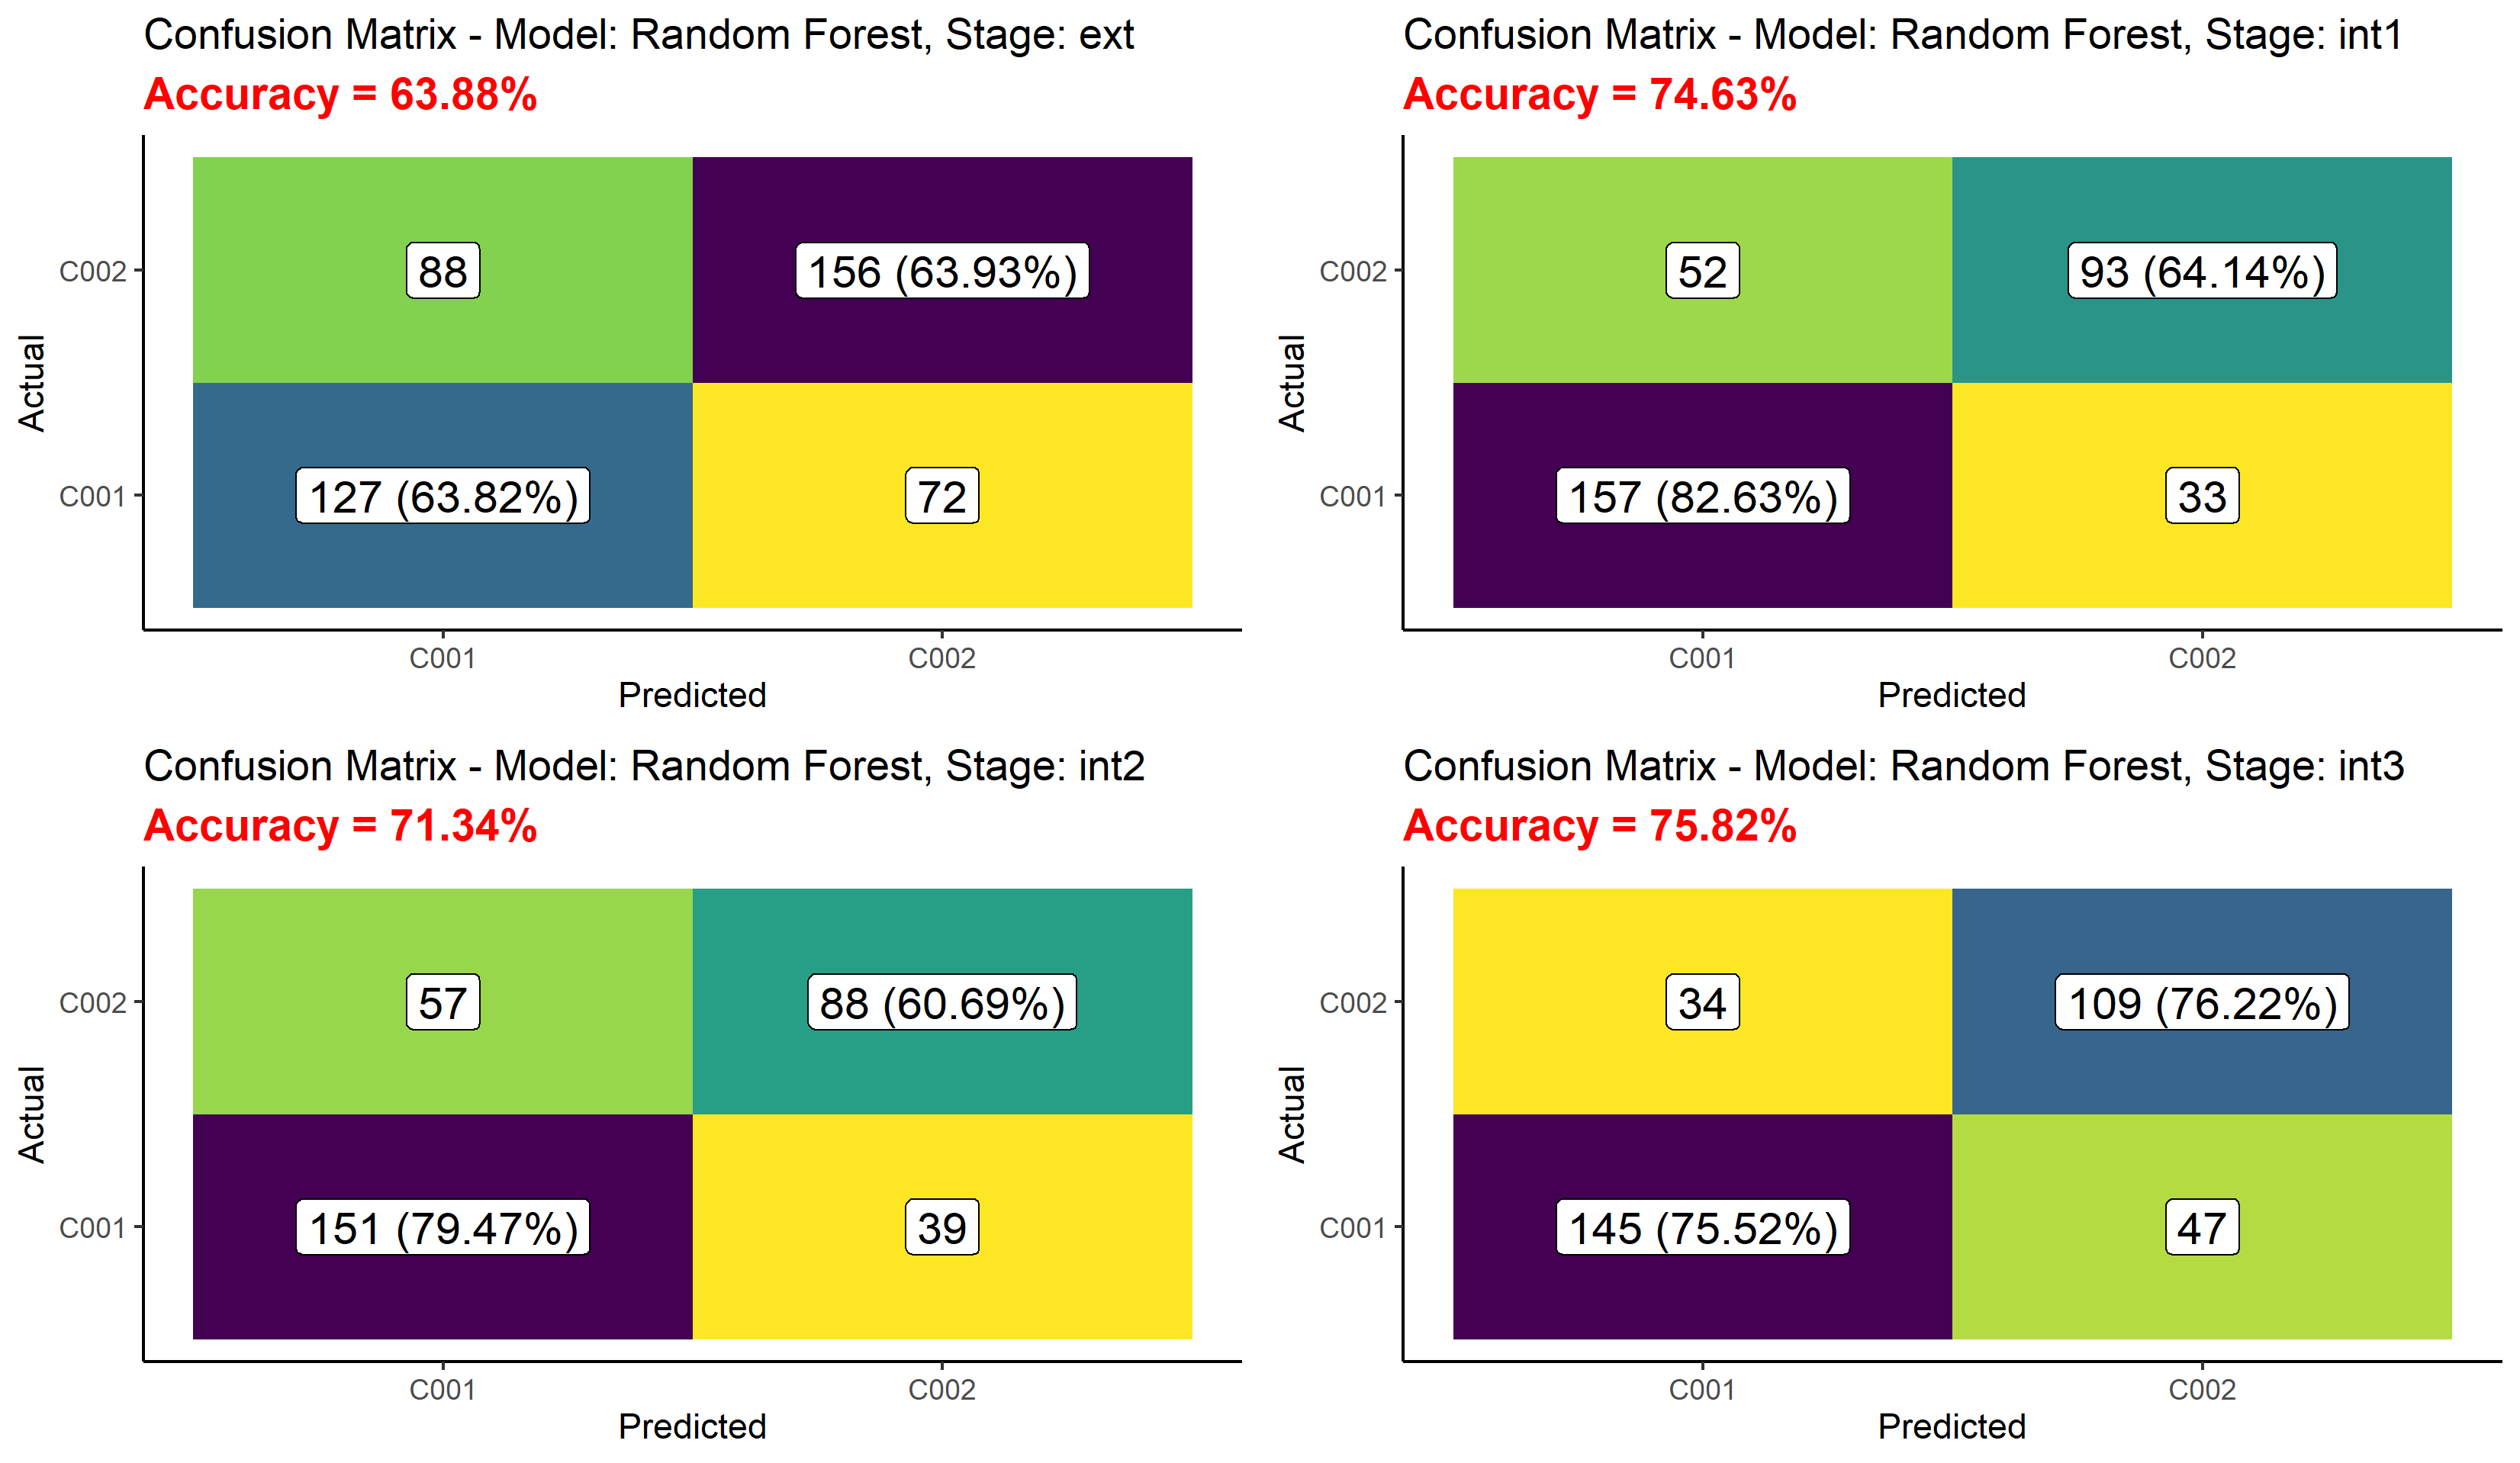 Confusion Matrix - Model: Random Forest, Stage: ext
Accuracy = 63.88%
Actual
C002
88
156 (63.93%)
C001
127 (63.82%)
72
C001
C002
Predicted
Confusion Matrix - Model: Random Forest, Stage: int1
Accuracy = 74.63%
Actual
C002
52
93 (64.14%)
C001
157 (82.63%)
33
C001
C002
Predicted
Confusion Matrix - Model: Random Forest, Stage: int2
Accuracy = 71.34%
Actual
C002
57
88 (60.69%)
C001
151 (79.47%)
39
C001
C002
Predicted
Confusion Matrix - Model: Random Forest, Stage: int3
Accuracy = 75.82%
Actual
C002
34
109 (76.22%)
C001
145 (75.52%)
47
C001
C002
Predicted